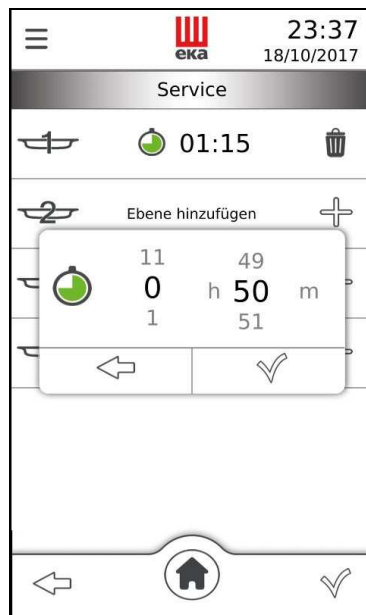 23:37
eka
18/10/2017
Service
1
01:15
2
Ebene hinzufügen
11
49
0 h 50 m
1
51